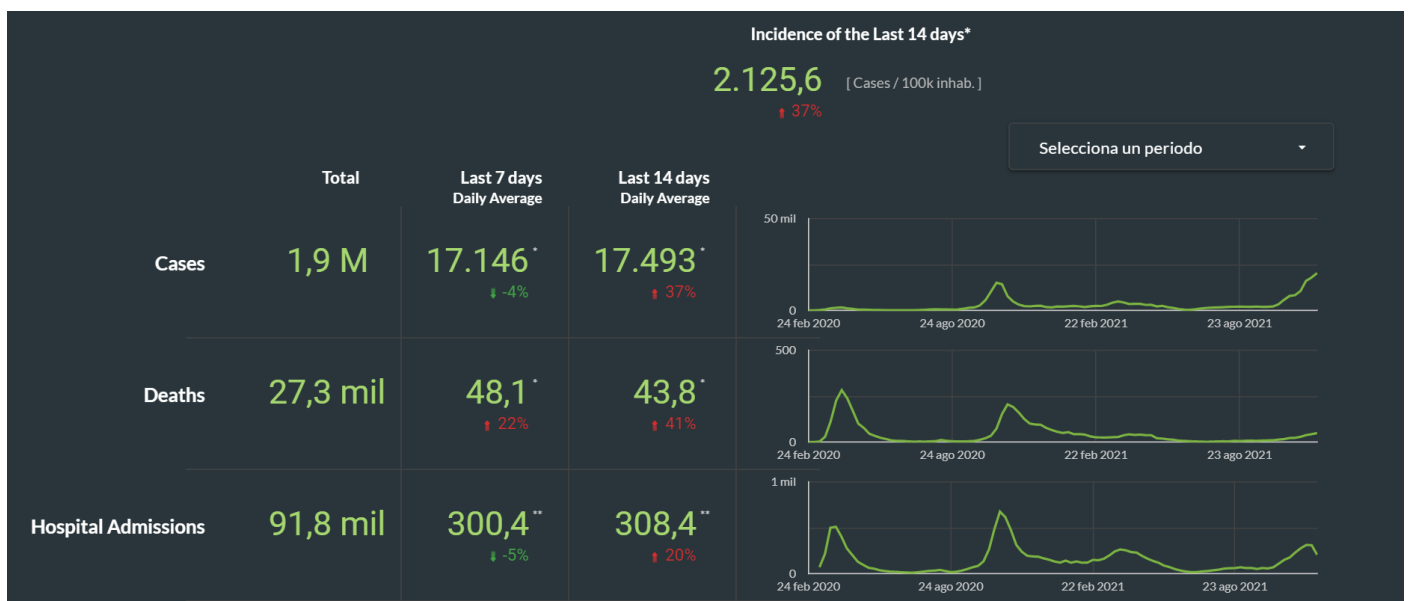 Incidence of the Last 14 days*
2.125,6 [ Cases / 100k inhab. ]
37%
Selecciona un periodo
Total Last 7 days Last 14 days
Daily Average Daily Average
50 mil
Cases 1,9 M 17.146* 17.493*
-4% 37%
0
24 feb 2020 24 ago 2020 22 feb 2021 23 ago 2021
500
Deaths 27,3 mil 48,1* 43,8*
22% 41%
0
24 feb 2020 24 ago 2020 22 feb 2021 23 ago 2021
1 mil
Hospital Admissions 91,8 mil 300,4** 308,4**
-5% 20%
0
24 feb 2020 24 ago 2020 22 feb 2021 23 ago 2021